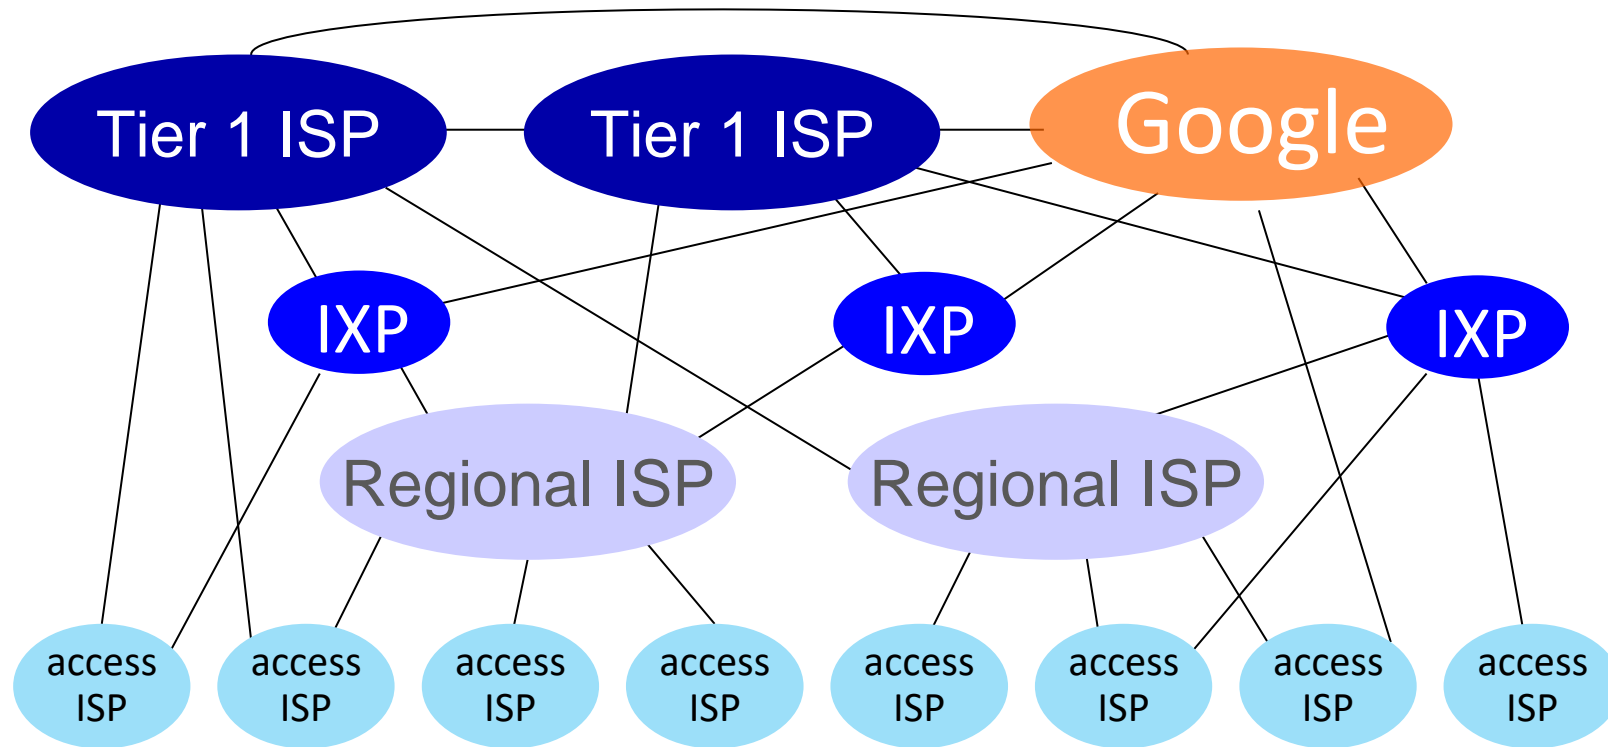 Tier 1 ISP
Tier 1 ISP
Google
IXP
IXP
IXP
Regional ISP
Regional ISP
access
ISP
access
ISP
access
ISP
access
ISP
access
ISP
access
ISP
access
ISP
access
ISP